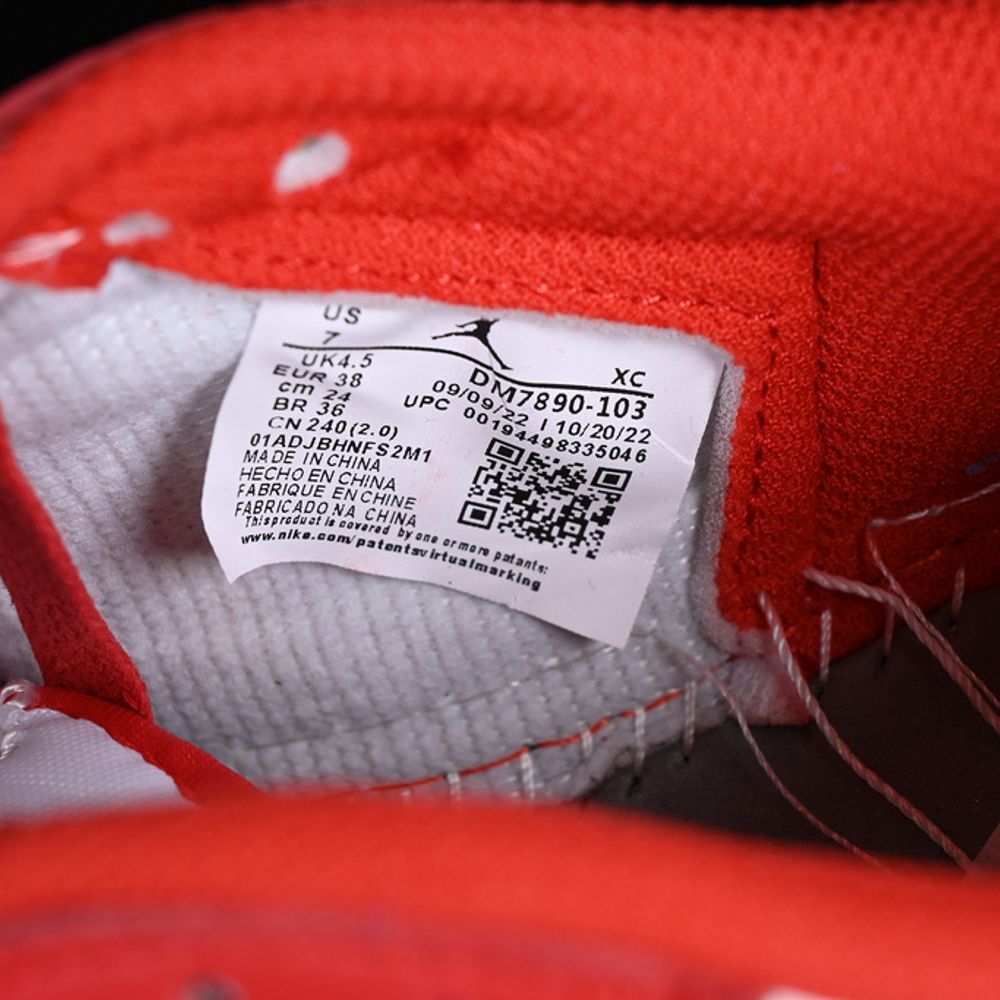 US
7
UK4.5
EUR 38
cm 24
BR 36
CN 240(2.0)
XC
DM7890-103
09/09/22 | 10/20/22
UPC 00194498335046
01ADJBHNFS2M1
MADE IN CHINA
HECHO EN CHINA
FABRIQUE EN CHINE
FABRICADO NA CHINA
This product is covered by one or more patents:
www.nike.com/patentsvirtualmarking